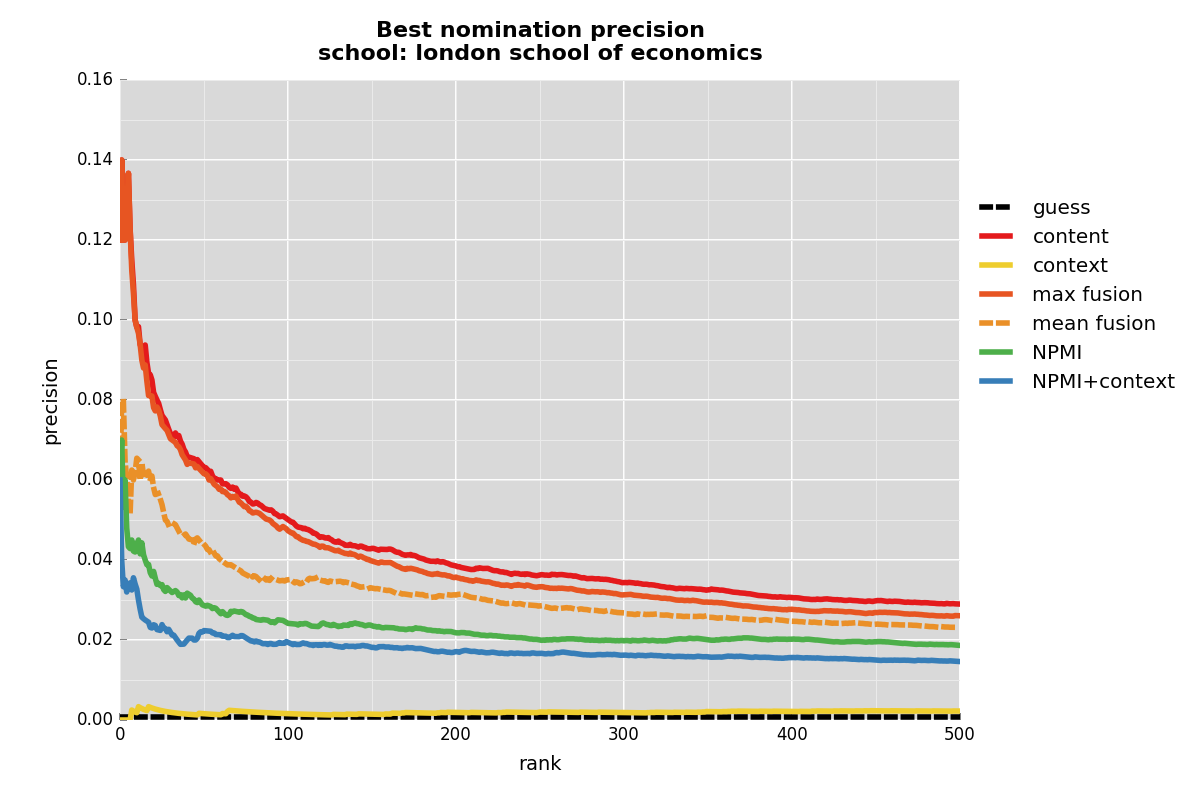 Best nomination precision
school: london school of economics
0.16
0.14
0.12
0.10
0.08
0.06
0.04
0.02
0.00
precision
0 100 200 300 400 500
rank
guess
content
context
max fusion
mean fusion
NPMI
NPMI+context